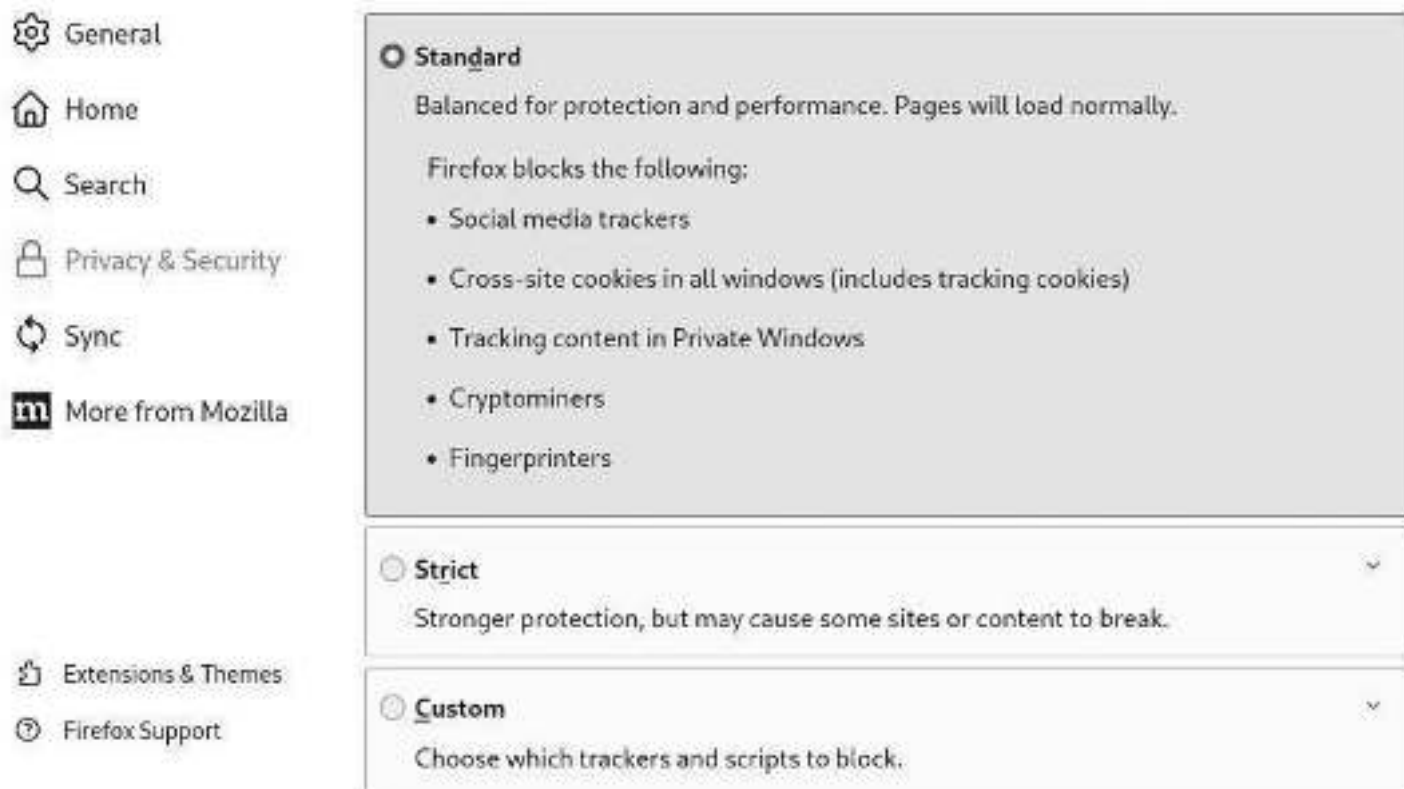 General
Home
Search
Privacy & Security
Sync
m More from Mozilla
Extensions & Themes
Firefox Support
Standard
Balanced for protection and performance. Pages will load normally.
Firefox blocks the following:
• Social media trackers
• Cross-site cookies in all windows (includes tracking cookies)
• Tracking content in Private Windows
• Cryptominers
• Fingerprinters
Strict
Stronger protection, but may cause some sites or content to break.
Custom
Choose which trackers and scripts to block.